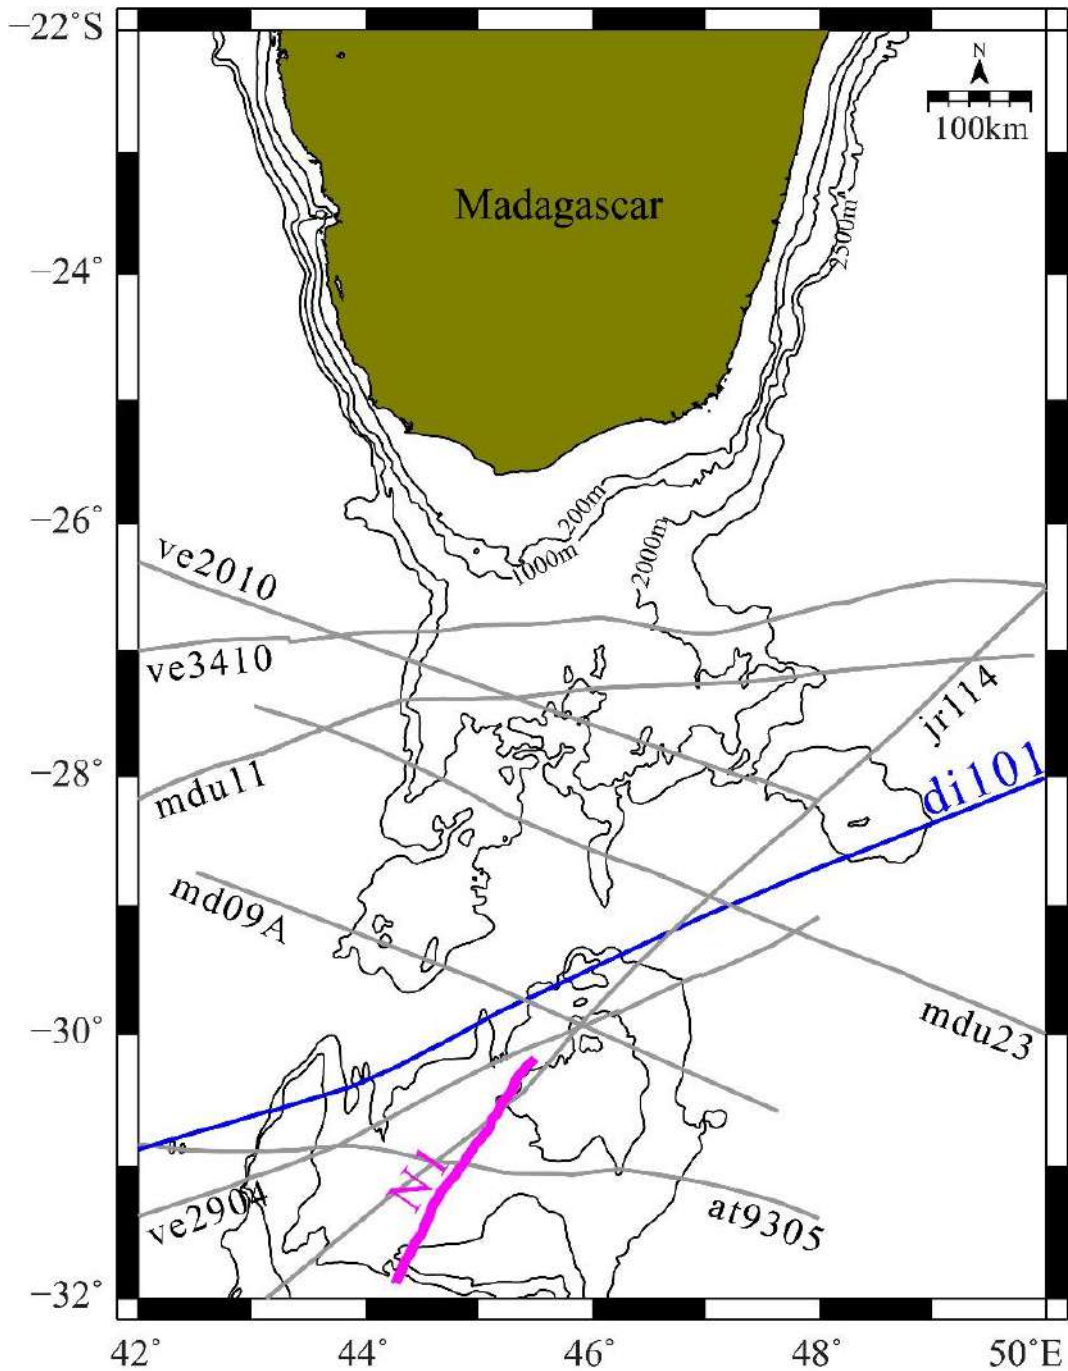 −22˚S
N
100km
Madagascar
2500m
−24˚
200m
−26˚
1000m
2000m
ve2010
ve3410
jr114
di101
mdu11
−28˚
md09A
mdu23
−30˚
N1
ve2904
at9305
−32˚
42˚
44˚
46˚
48˚
50˚E